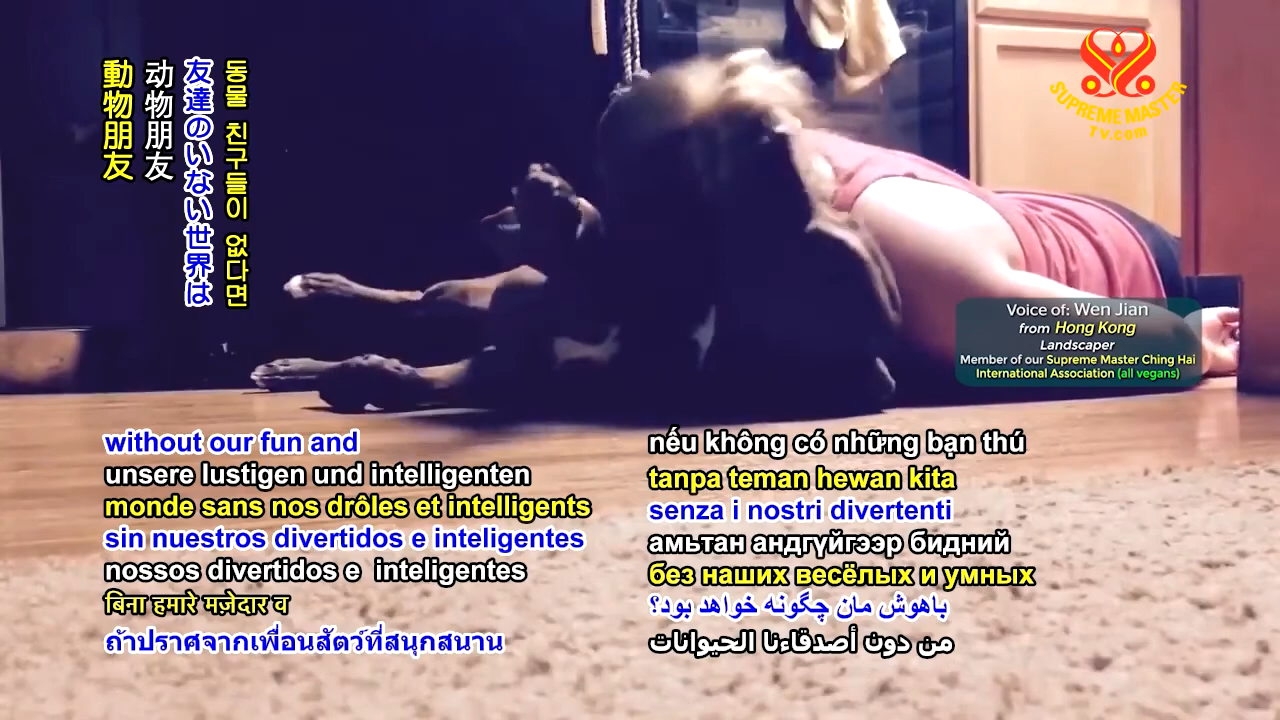 動物朋友
动物朋友
友達のいない世界は
동물 친구들이 없다면
SUPREME MASTER
TV.com
Voice of: Wen Jian
from Hong Kong
Landscaper
Member of our Supreme Master Ching Hai
International Association (all vegans)
without our fun and
unsere lustigen und intelligenten
monde sans nos drôles et intelligents
sin nuestros divertidos e inteligentes
nossos divertidos e inteligentes
बिना हमारे मज़ेदार व
ถ้าปราศจากเพื่อนสัตว์ที่สนุกสนาน
nếu không có những bạn thú
tanpa teman hewan kita
senza i nostri divertenti
амьтан андгүйгээр бидний
без наших весёлых и умных
باهوش مان چگونه خواهد بود؟
من دون أصدقاءنا الحيوانات